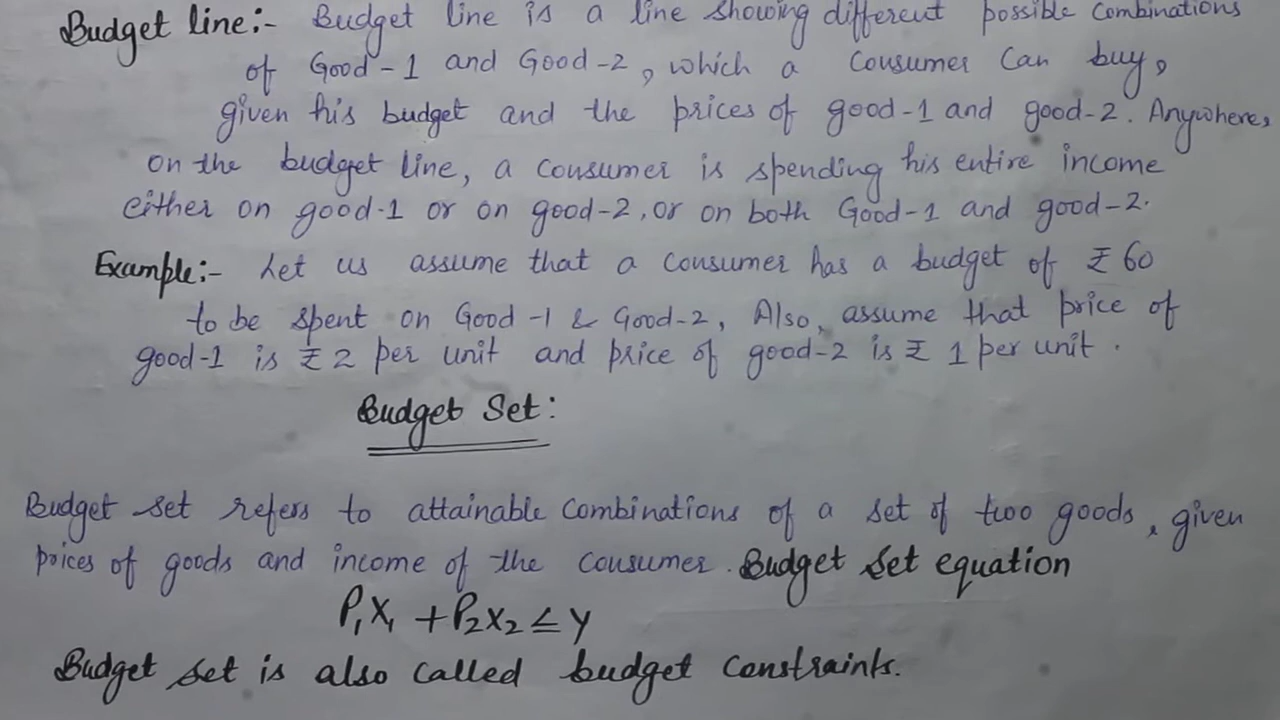 Budget line:- Budget line is a line showing different possible combinations
of Good-1 and Good-2, which a consumer can buy,
given his budget and the prices of good-1 and good-2. Anywhere,
on the budget line, a consumer is spending his entire income
either on good-1 or on good-2, or on both Good-1 and good-2.
Example:- Let us assume that a consumer has a budget of ₹ 60
to be spent on Good-1 & Good-2, Also, assume that price of
good-1 is ₹ 2 per unit and price of good-2 is ₹ 1 per unit.
Budget Set:
Budget set refers to attainable combinations of a set of two goods, given
prices of goods and income of the consumer. Budget set equation
P₁X₁ + P₂X₂ ≤ y
Budget set is also called budget constraints.